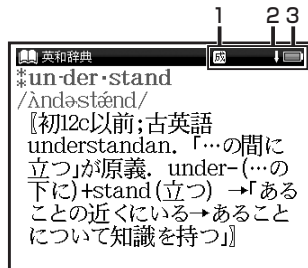 1 2 3
英和辞典 成
⁑un·der·stand
/ʌ̀ndəstǽnd/
〖初12c以前;古英語
understandan.「…の間に
立つ」が原義. under-(…の
下に)+stand(立つ) →「ある
ことの近くにいる→あること
について知識を持つ」〗